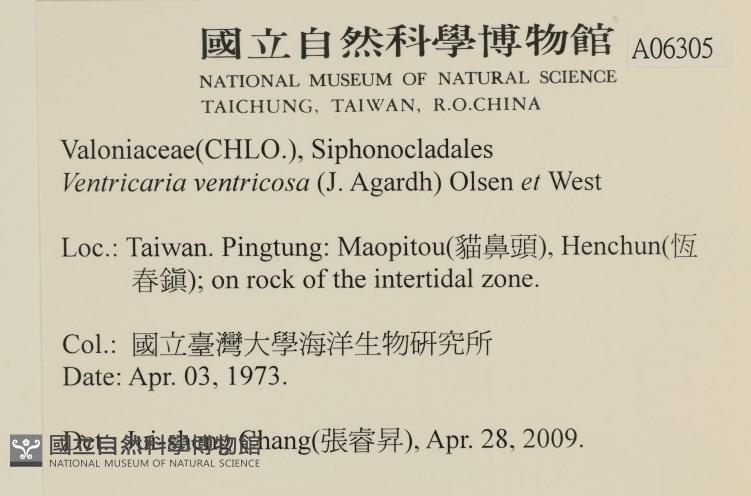 國立自然科學博物館 A06305
NATIONAL MUSEUM OF NATURAL SCIENCE
TAICHUNG, TAIWAN, R.O.CHINA
Valoniaceae(CHLO.), Siphonocladales
Ventricaria ventricosa (J. Agardh) Olsen et West
Loc.: Taiwan. Pingtung: Maopitou(貓鼻頭), Henchun(恆
春鎮); on rock of the intertidal zone.
Col.: 國立臺灣大學海洋生物研究所
Date: Apr. 03, 1973.
Chang(張睿昇), Apr. 28, 2009.
國立自然科學博物館
NATIONAL MUSEUM OF NATURAL SCIENCE